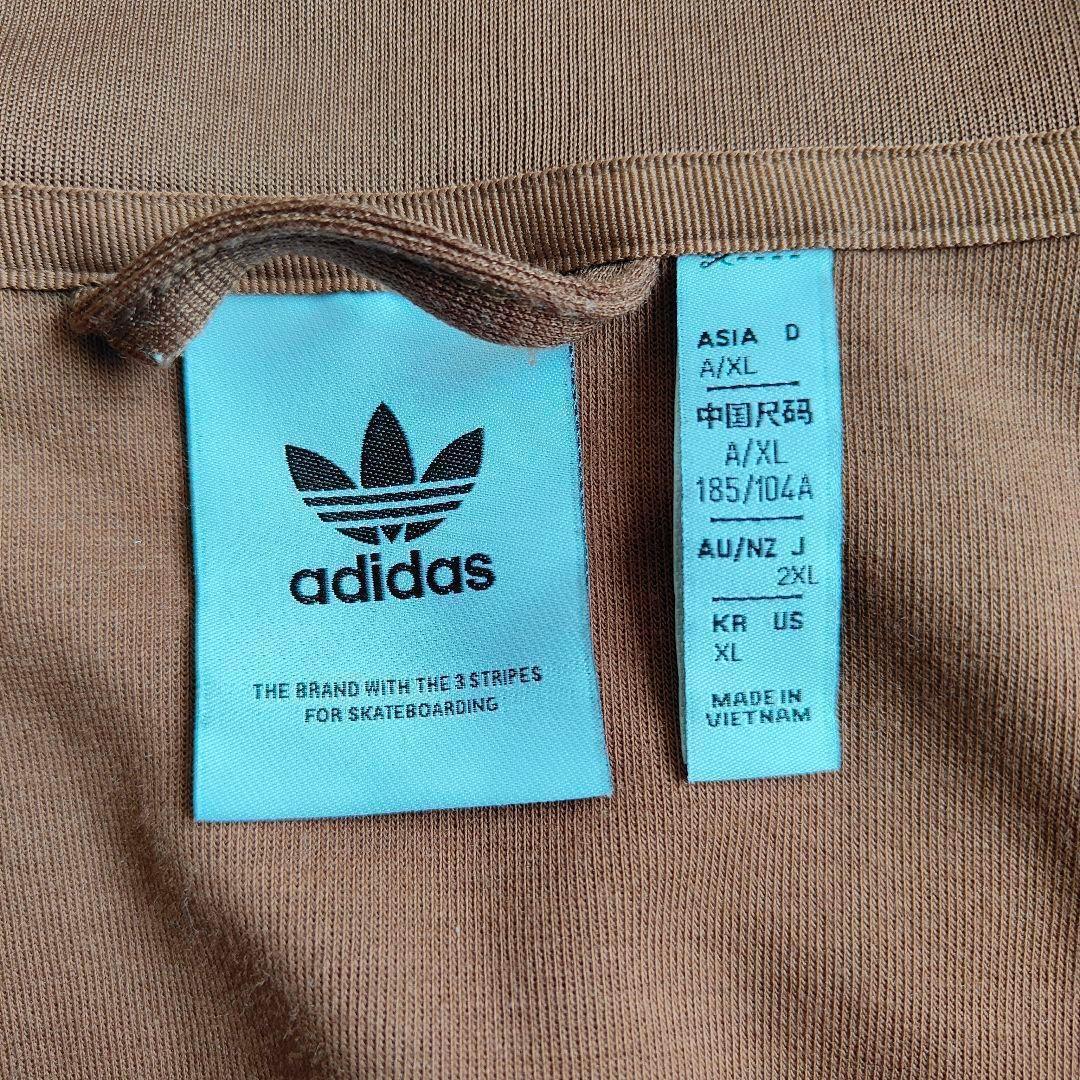 adidas
THE BRAND WITH THE 3 STRIPES
FOR SKATEBOARDING
ASIA D
A/XL
中国尺码
A/XL
185/104A
AU/NZ J
2XL
KR US
XL
MADE IN
VIETNAM